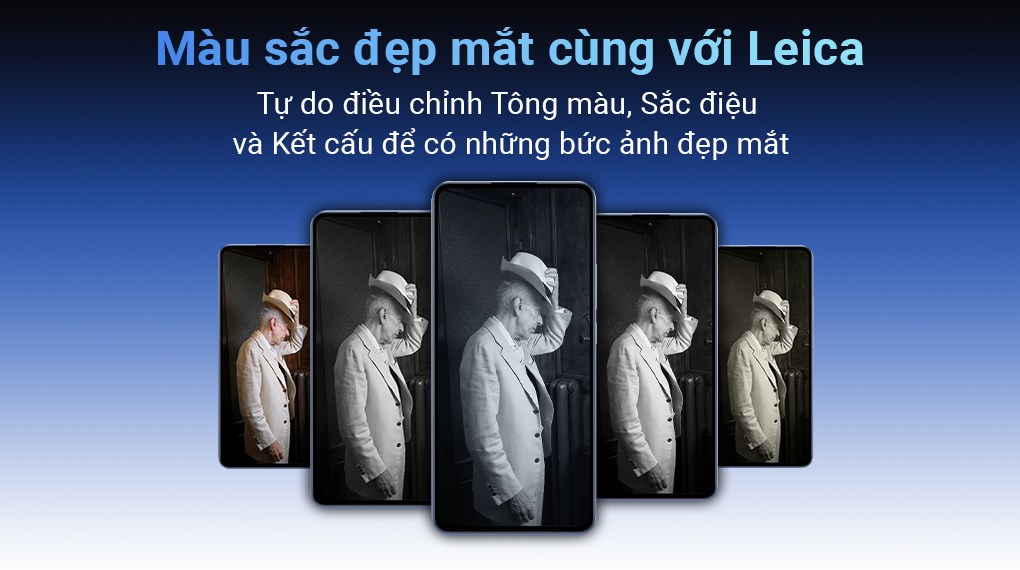 Màu sắc đẹp mắt cùng với Leica
Tự do điều chỉnh Tông màu, Sắc điệu
và Kết cấu để có những bức ảnh đẹp mắt